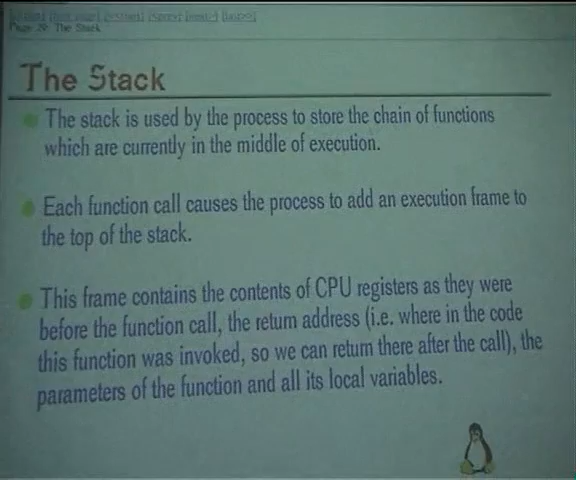 Page 29: The Stack
The Stack
The stack is used by the process to store the chain of functions
which are currently in the middle of execution.
Each function call causes the process to add an execution frame to
the top of the stack.
This frame contains the contents of CPU registers as they were
before the function call, the return address (i.e. where in the code
this function was invoked, so we can return there after the call), the
parameters of the function and all its local variables.